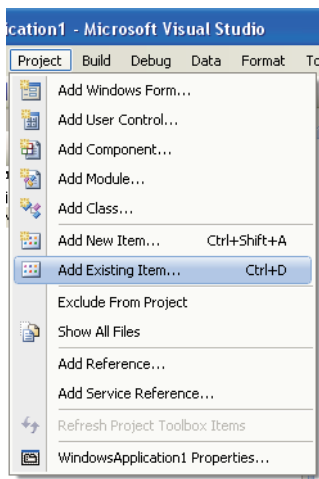 ication1 - Microsoft Visual Studio
Project Build Debug Data Format To
Add Windows Form...
Add User Control...
Add Component...
Add Module...
Add Class...
Add New Item... Ctrl+Shift+A
Add Existing Item... Ctrl+D
Exclude From Project
Show All Files
Add Reference...
Add Service Reference...
Refresh Project Toolbox Items
WindowsApplication1 Properties...